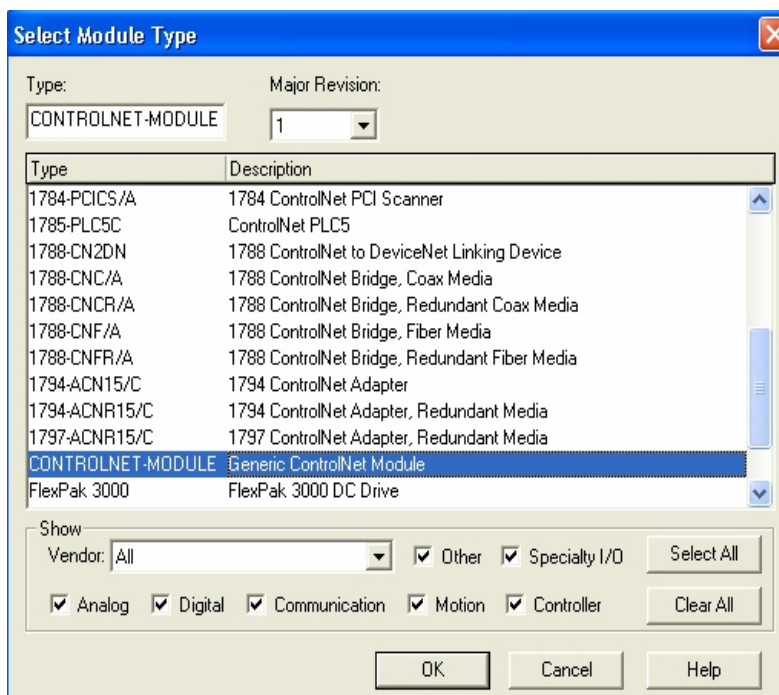 Select Module Type
Type: Major Revision:
CONTROLNET-MODULE 1
Type Description
1784-PCICS/A 1784 ControlNet PCI Scanner
1785-PLC5C ControlNet PLC5
1788-CN2DN 1788 ControlNet to DeviceNet Linking Device
1788-CNC/A 1788 ControlNet Bridge, Coax Media
1788-CNCR/A 1788 ControlNet Bridge, Redundant Coax Media
1788-CNF/A 1788 ControlNet Bridge, Fiber Media
1788-CNFR/A 1788 ControlNet Bridge, Redundant Fiber Media
1794-ACN15/C 1794 ControlNet Adapter
1794-ACNR15/C 1794 ControlNet Adapter, Redundant Media
1797-ACNR15/C 1797 ControlNet Adapter, Redundant Media
CONTROLNET-MODULE Generic ControlNet Module
FlexPak 3000 FlexPak 3000 DC Drive
Show
Vendor: All Other Specialty I/O Select All
Analog Digital Communication Motion Controller Clear All
OK Cancel Help